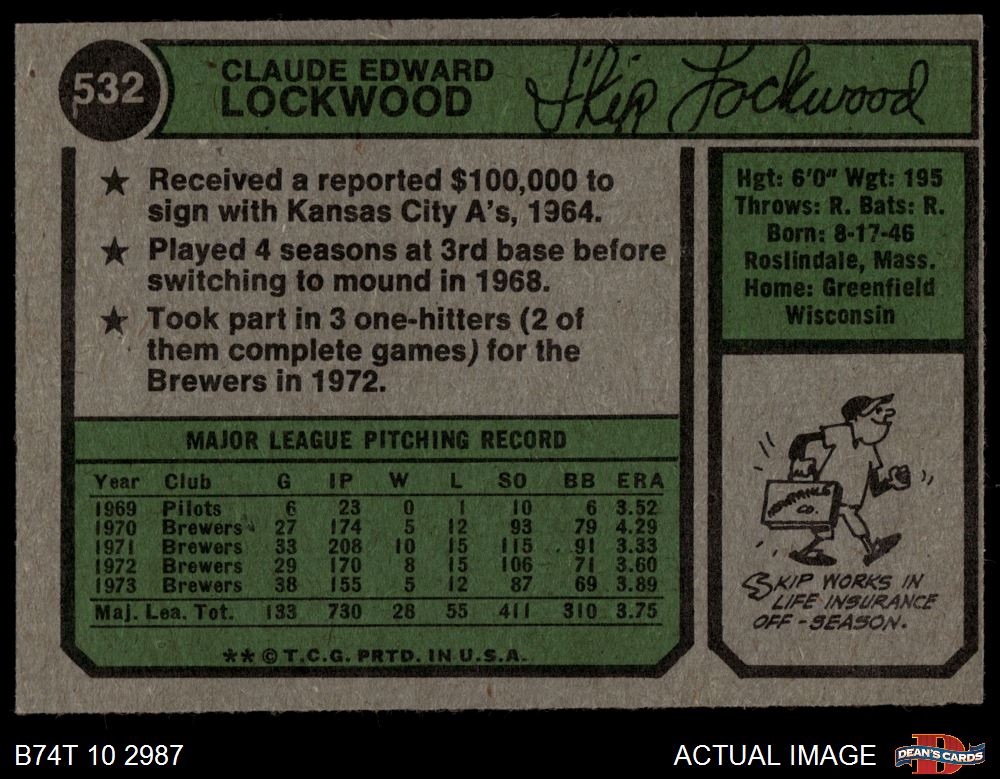 532
CLAUDE EDWARD
LOCKWOOD
Skip Lockwood
★ Received a reported $100,000 to
sign with Kansas City A's, 1964.
★ Played 4 seasons at 3rd base before
switching to mound in 1968.
★ Took part in 3 one-hitters (2 of
them complete games) for the
Brewers in 1972.
Hgt: 6'0" Wgt: 195
Throws: R. Bats: R.
Born: 8-17-46
Roslindale, Mass.
Home: Greenfield
Wisconsin
MAJOR LEAGUE PITCHING RECORD
Year Club G IP W L SO BB ERA
1969 Pilots 6 23 0 1 10 6 3.52
1970 Brewers 27 174 5 12 93 79 4.29
1971 Brewers 33 208 10 15 115 91 3.33
1972 Brewers 29 170 8 15 106 71 3.60
1973 Brewers 38 155 5 12 87 69 3.89
Maj. Lea. Tot. 133 730 28 55 411 310 3.75
** © T.C.G. PRTD. IN U.S.A.
CO.
SKIP WORKS IN
LIFE INSURANCE
OFF-SEASON.
B74T 10 2987
ACTUAL IMAGE
D
DEAN'S CARDS